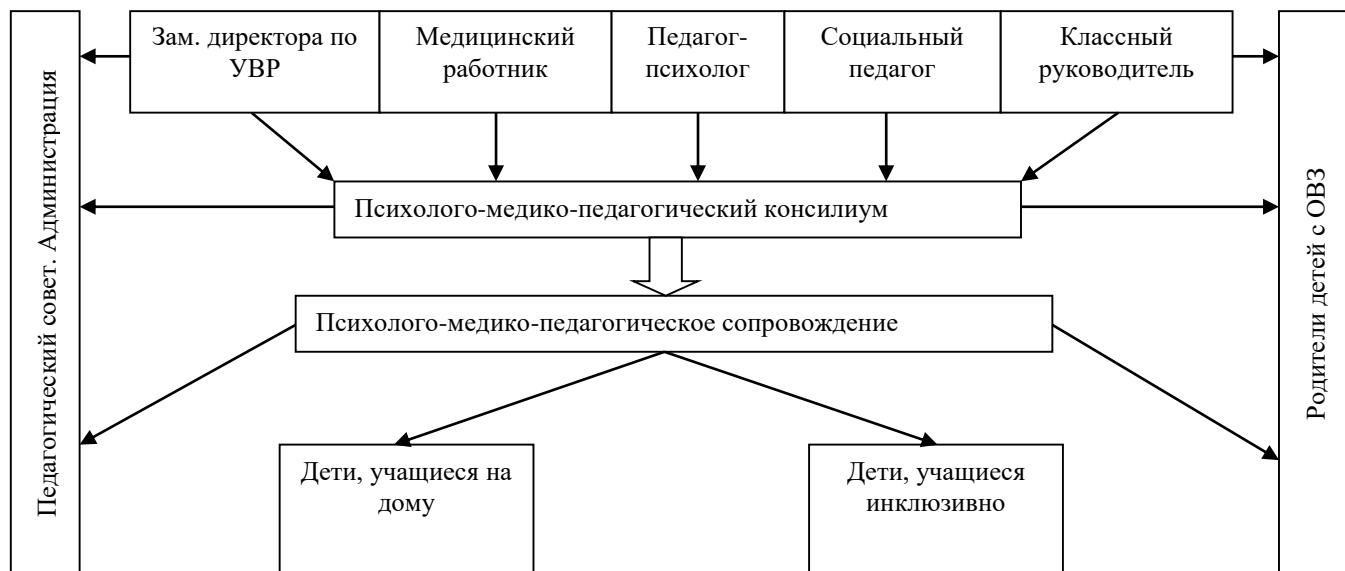 Педагогический совет. Администрация
Зам. директора по
УВР
Медицинский
работник
Педагог-
психолог
Социальный
педагог
Классный
руководитель
Родители детей с ОВЗ
Психолого-медико-педагогический консилиум
Психолого-медико-педагогическое сопровождение
Дети, учащиеся на
дому
Дети, учащиеся
инклюзивно